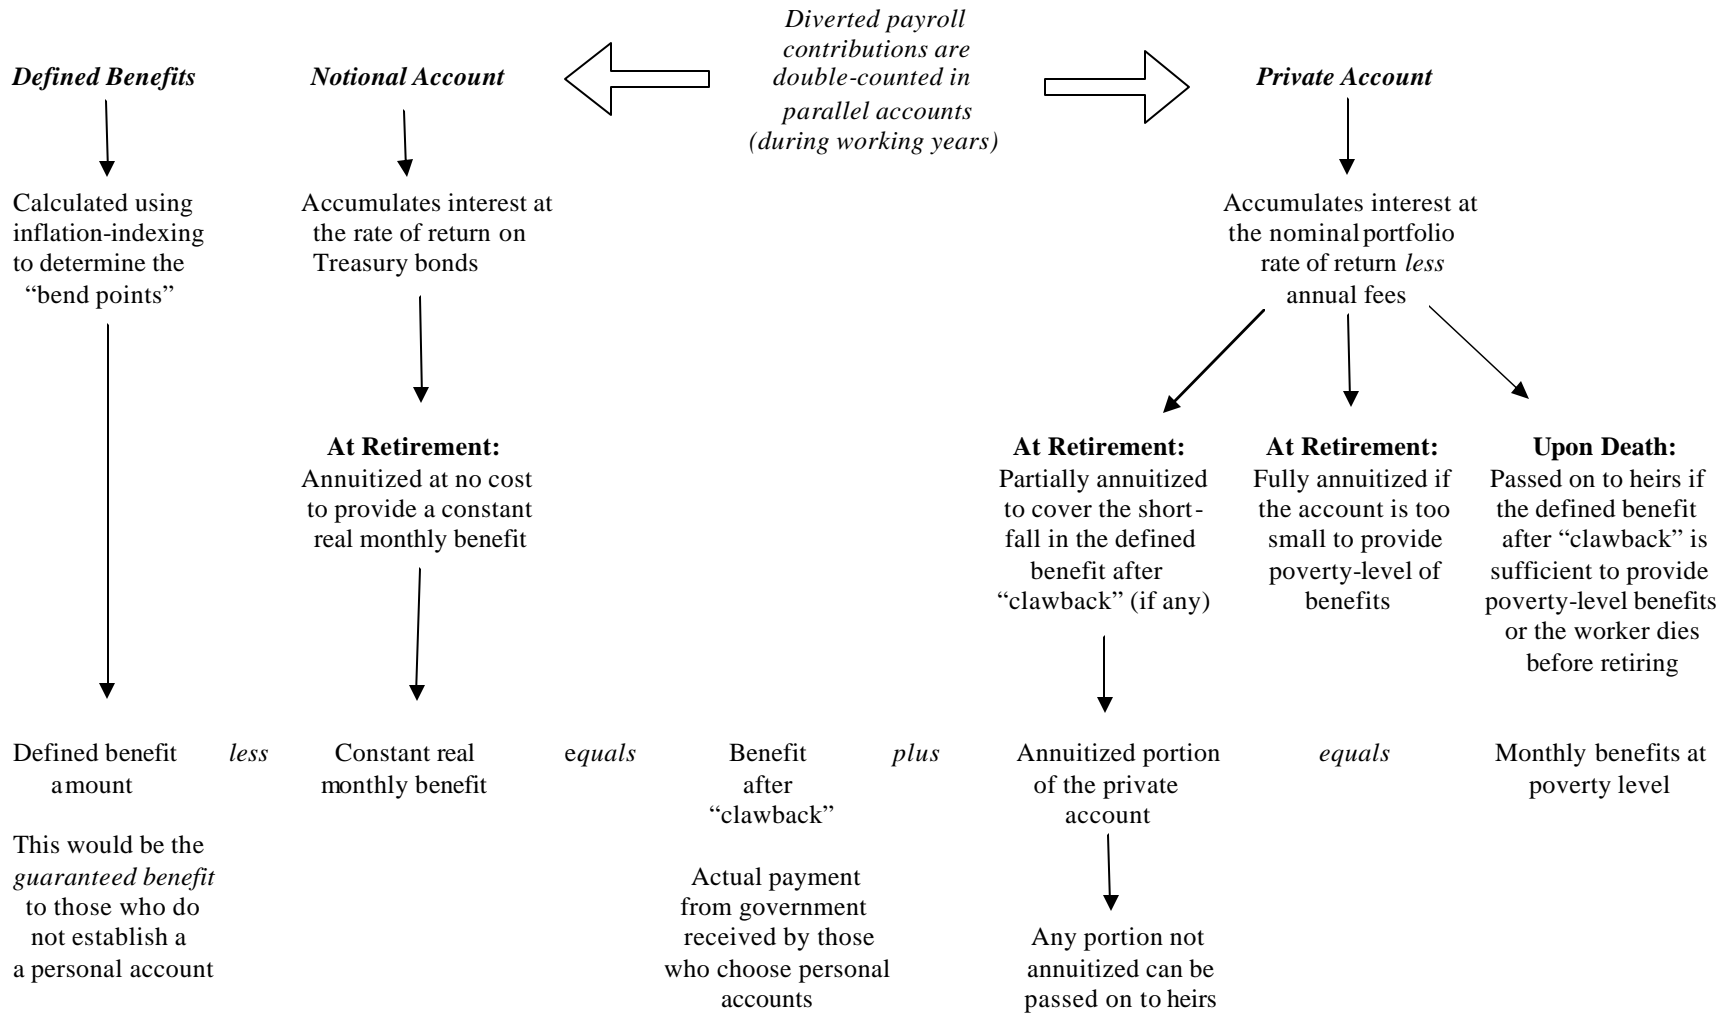 Diverted payroll
contributions are
double-counted in
parallel accounts
(during working years)
Defined Benefits
Notional Account
Private Account
Calculated using
inflation-indexing
to determine the
“bend points”
Accumulates interest at
the rate of return on
Treasury bonds
Accumulates interest at
the nominal portfolio
rate of return less
annual fees
At Retirement:
Annuitized at no cost
to provide a constant
real monthly benefit
At Retirement:
Partially annuitized
to cover the short-
fall in the defined
benefit after
“clawback” (if any)
At Retirement:
Fully annuitized if
the account is too
small to provide
poverty-level of
benefits
Upon Death:
Passed on to heirs if
the defined benefit
after “clawback” is
sufficient to provide
poverty-level benefits
or the worker dies
before retiring
Defined benefit
amount
less
Constant real
monthly benefit
equals
Benefit
after
“clawback”
plus
Annuitized portion
of the private
account
equals
Monthly benefits at
poverty level
This would be the
guaranteed benefit
to those who do
not establish a
a personal account
Actual payment
from government
received by those
who choose personal
accounts
Any portion not
annuitized can be
passed on to heirs